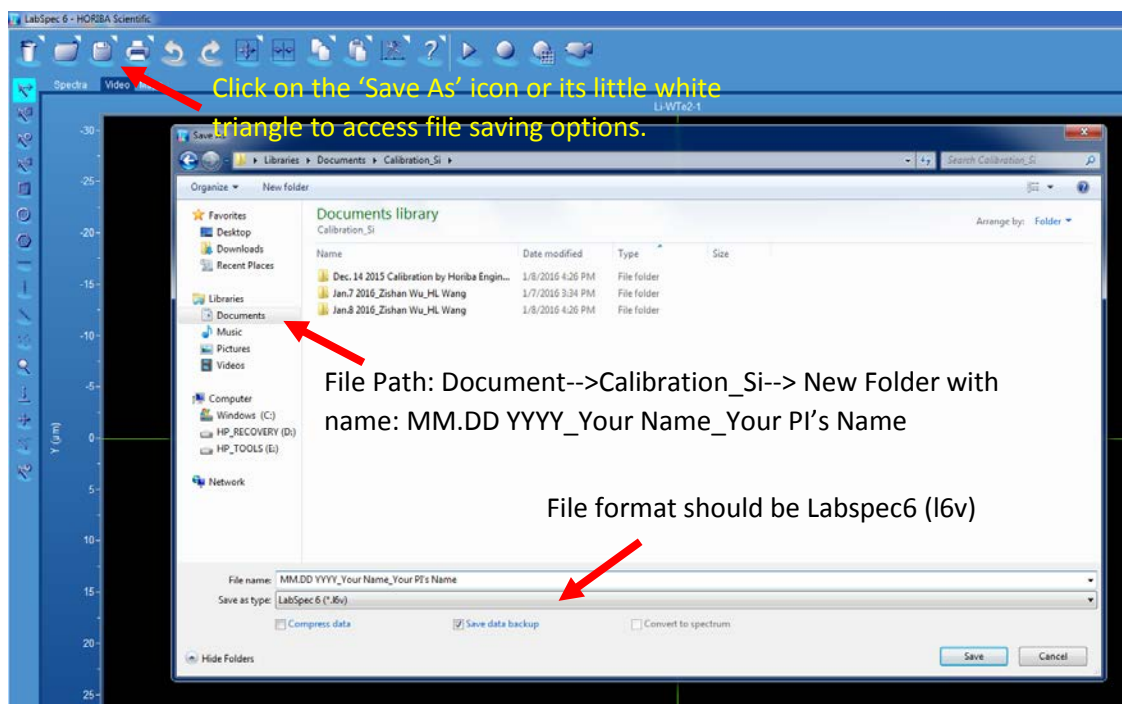 LabSpec 6 - HORIBA Scientific
Spectra Video
Click on the ‘Save As’ icon or its little white
Li-WTe2-1
triangle to access file saving options.
Save As
Libraries Documents Calibration_Si
Search Calibration_Si
Organize New folder
Favorites
Desktop
Downloads
Recent Places
Libraries
Documents
Music
Pictures
Videos
Computer
Windows (C:)
HP_RECOVERY (D:)
HP_TOOLS (E:)
Network
Documents library
Calibration_Si
Arrange by: Folder
Name Date modified Type Size
Dec. 14 2015 Calibration by Horiba Engin... 1/8/2016 4:26 PM File folder
Jan.7 2016_Zishan Wu_HL Wang 1/7/2016 3:34 PM File folder
Jan.8 2016_Zishan Wu_HL Wang 1/8/2016 4:26 PM File folder
File Path: Document-->Calibration_Si--> New Folder with
name: MM.DD YYYY_Your Name_Your PI’s Name
File format should be Labspec6 (l6v)
File name: MM.DD YYYY_Your Name_Your PI's Name
Save as type: LabSpec 6 (*.l6v)
Compress data Save data backup Convert to spectrum
Hide Folders Save Cancel
-30
-25
-20
-15
-10
-5
0
5
10
15
20
25
Y (µm)